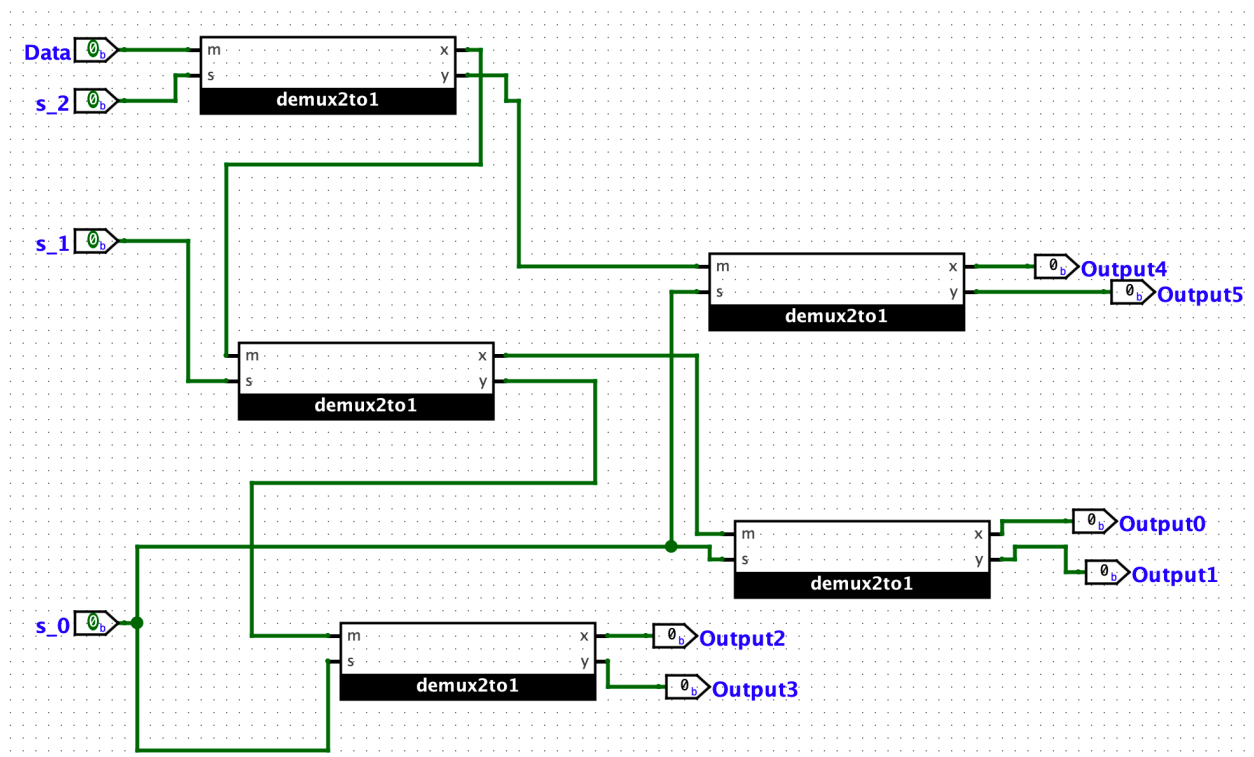 Data 0b
s_2 0b
m x
s y
demux2to1
s_1 0b
m x
s y
demux2to1
0b Output4
0b Output5
m x
s y
demux2to1
m x
s y
demux2to1
0b Output0
0b Output1
s_0 0b
m x
s y
demux2to1
0b Output2
0b Output3